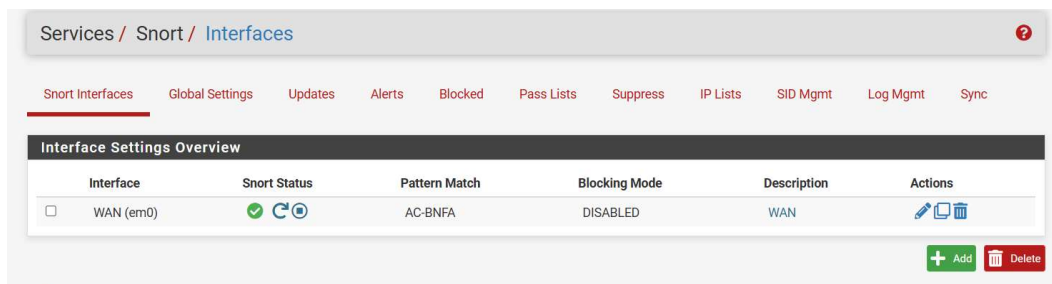 Services / Snort / Interfaces
Snort Interfaces Global Settings Updates Alerts Blocked Pass Lists Suppress IP Lists SID Mgmt Log Mgmt Sync
Interface Settings Overview
Interface Snort Status Pattern Match Blocking Mode Description Actions
WAN (em0) AC-BNFA DISABLED WAN
Add Delete